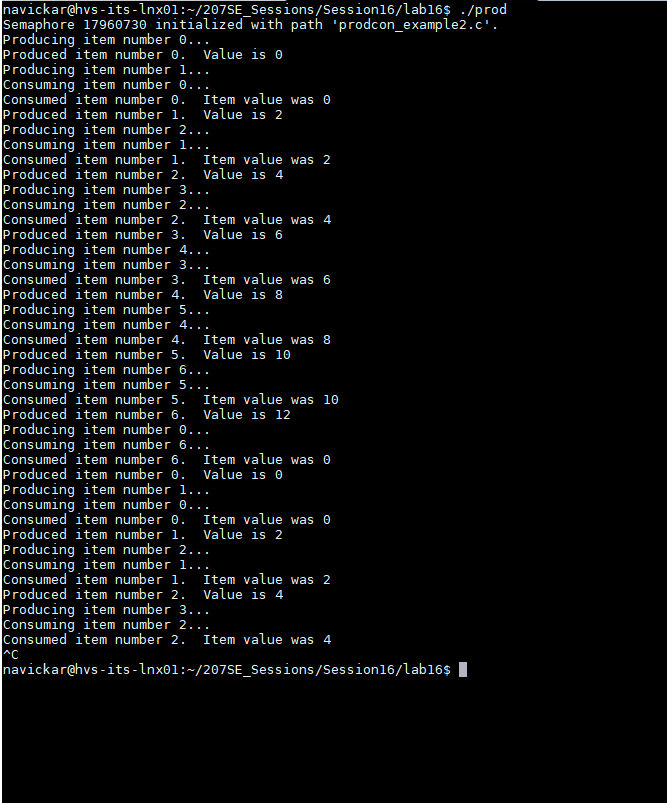 navickar@hvs-its-lnx01:~/207SE_Sessions/Session16/lab16$ ./prod
Semaphore 17960730 initialized with path 'prodcon_example2.c'.
Producing item number 0...
Produced item number 0.  Value is 0
Producing item number 1...
Consuming item number 0...
Consumed item number 0.  Item value was 0
Produced item number 1.  Value is 2
Producing item number 2...
Consuming item number 1...
Consumed item number 1.  Item value was 2
Produced item number 2.  Value is 4
Producing item number 3...
Consuming item number 2...
Consumed item number 2.  Item value was 4
Produced item number 3.  Value is 6
Producing item number 4...
Consuming item number 3...
Consumed item number 3.  Item value was 6
Produced item number 4.  Value is 8
Producing item number 5...
Consuming item number 4...
Consumed item number 4.  Item value was 8
Produced item number 5.  Value is 10
Producing item number 6...
Consuming item number 5...
Consumed item number 5.  Item value was 10
Produced item number 6.  Value is 12
Producing item number 0...
Consuming item number 6...
Consumed item number 6.  Item value was 0
Produced item number 0.  Value is 0
Producing item number 1...
Consuming item number 0...
Consumed item number 0.  Item value was 0
Produced item number 1.  Value is 2
Producing item number 2...
Consuming item number 1...
Consumed item number 1.  Item value was 2
Produced item number 2.  Value is 4
Producing item number 3...
Consuming item number 2...
Consumed item number 2.  Item value was 4
^C
navickar@hvs-its-lnx01:~/207SE_Sessions/Session16/lab16$